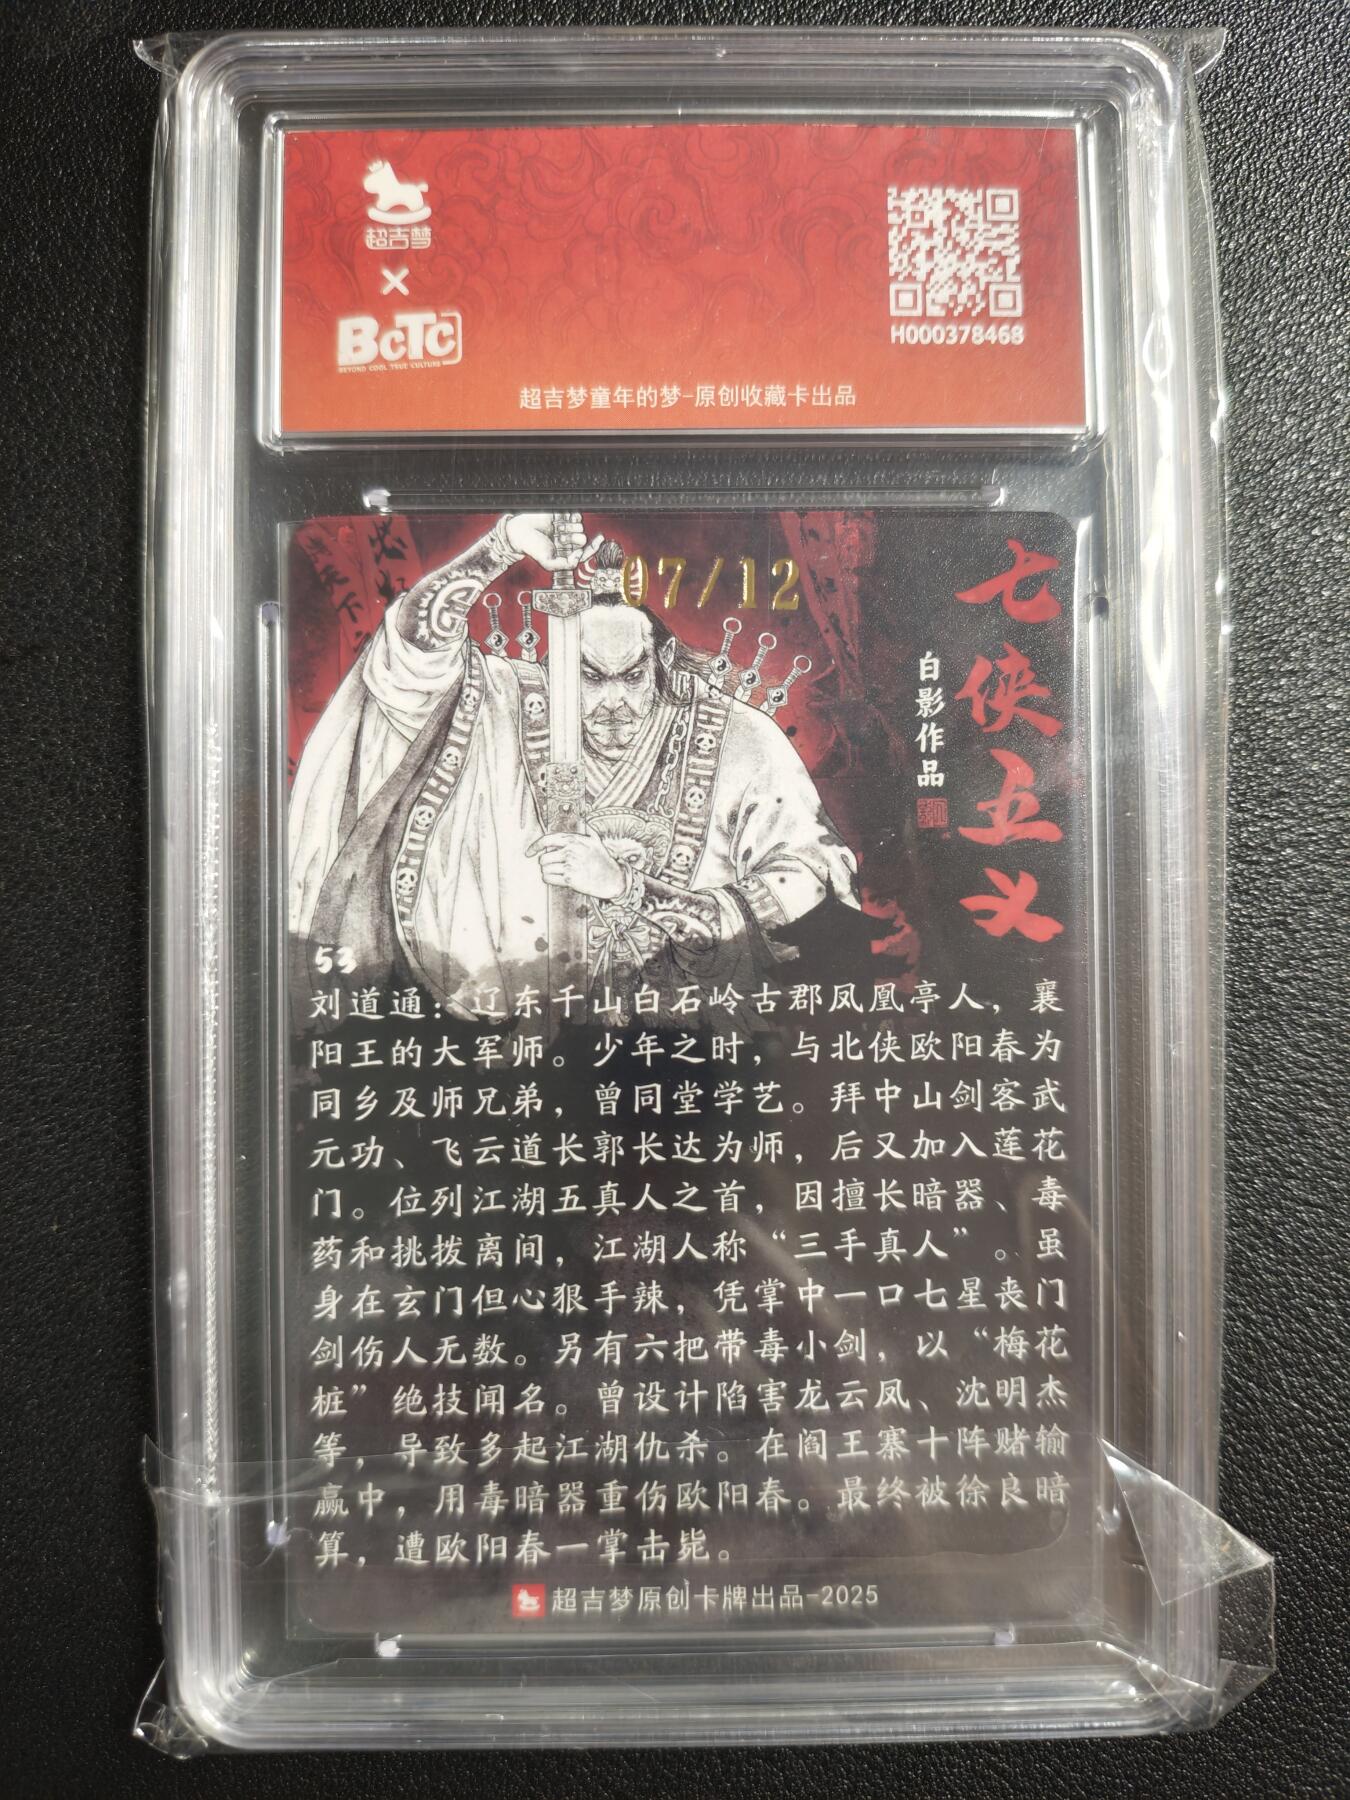 超吉梦
×
BCTC
BEYOND COOL TRUE CULTURE
H000378468
超吉梦童年的梦-原创收藏卡出品
07/12
七侠五义
白影作品
53
刘道通：辽东千山白石岭古郡凤凰亭人，襄
阳王的大军师。少年之时，与北侠欧阳春为
同乡及师兄弟，曾同堂学艺。拜中山剑客武
元功、飞云道长郭长达为师，后又加入莲花
门。位列江湖五真人之首，因擅长暗器、毒
药和挑拨离间，江湖人称“三手真人”。虽
身在玄门但心狠手辣，凭掌中一口七星丧门
剑伤人无数。另有六把带毒小剑，以“梅花
桩”绝技闻名。曾设计陷害龙云凤、沈明杰
等，导致多起江湖仇杀。在阎王寨十阵赌输
赢中，用毒暗器重伤欧阳春。最终被徐良暗
算，遭欧阳春一掌击毙。
超吉梦原创卡牌出品-2025